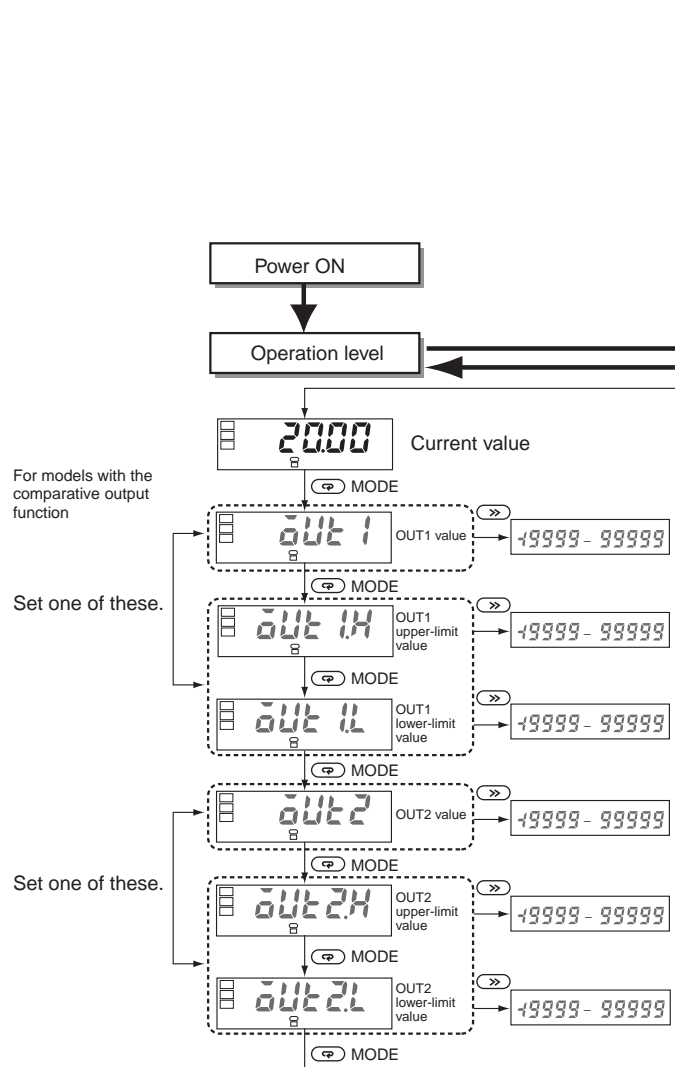 Power ON
Operation level
20.00
Current value
For models with the
comparative output
function
MODE
Set one of these.
oUt 1
OUT1 value
-19999 - 99999
MODE
oUt 1.H
OUT1
upper-limit
value
-19999 - 99999
MODE
oUt 1.L
OUT1
lower-limit
value
-19999 - 99999
MODE
Set one of these.
oUt2
OUT2 value
-19999 - 99999
MODE
oUt 2.H
OUT2
upper-limit
value
-19999 - 99999
MODE
oUt 2.L
OUT2
lower-limit
value
-19999 - 99999
MODE